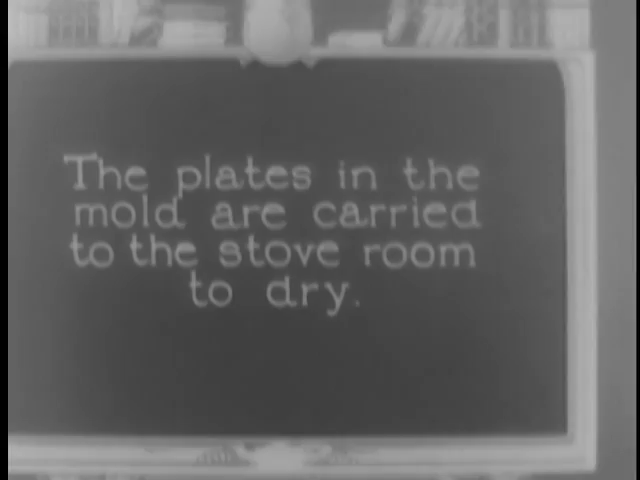 The plates in the
mold are carried
to the stove room
to dry.